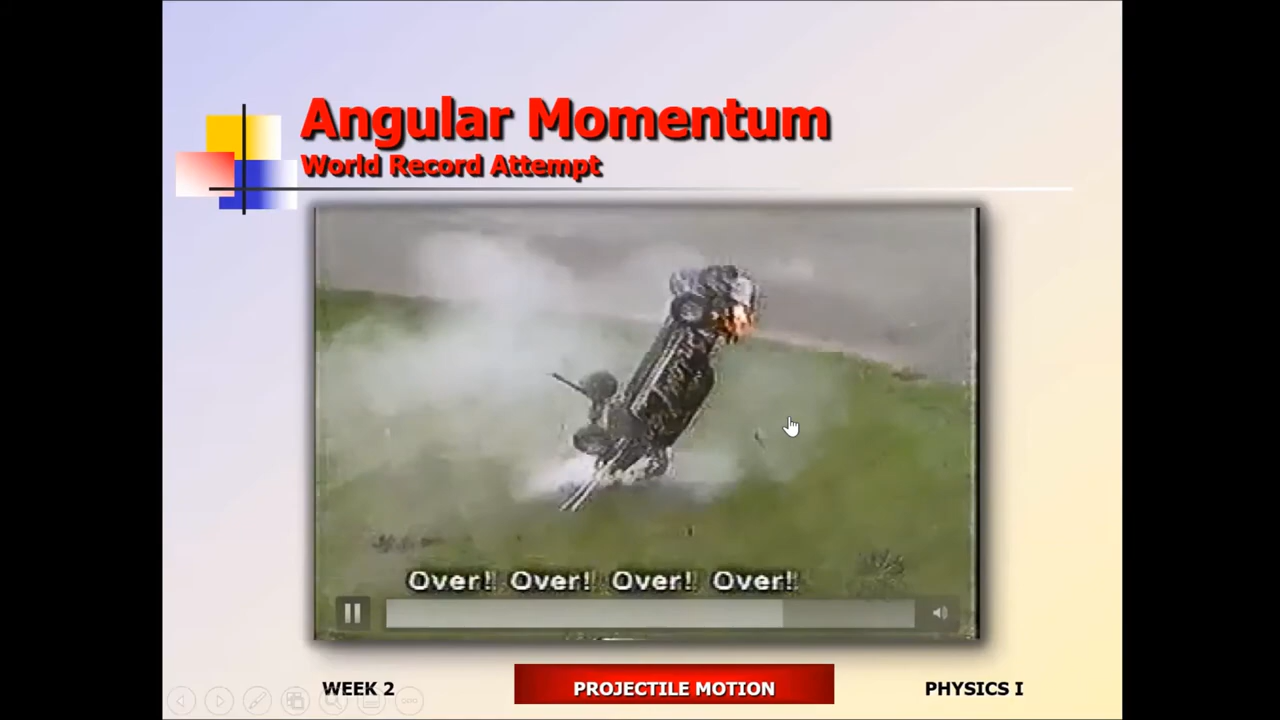 Angular Momentum
World Record Attempt
Over!! Over! Over! Over!!
WEEK 2
PROJECTILE MOTION
PHYSICS I